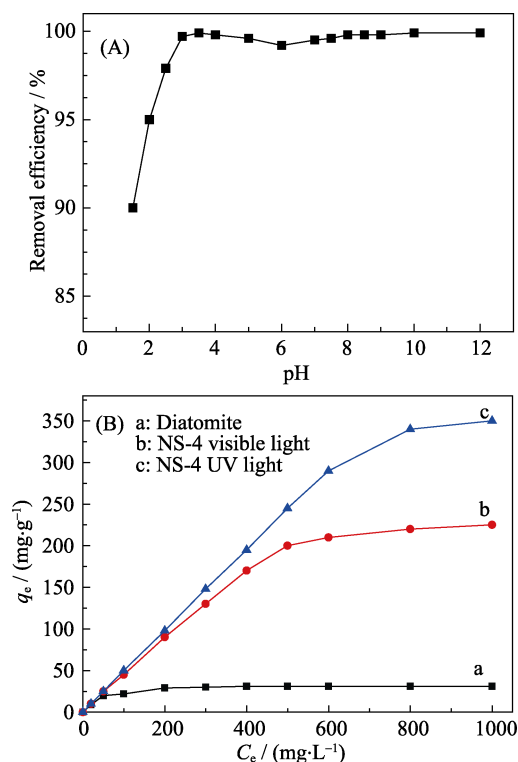 (A)
Removal efficiency / %
100
95
90
85
2 4 6 8 10 12
pH
(B)
a: Diatomite
b: NS-4 visible light
c: NS-4 UV light
c
b
a
qe / (mg·g⁻¹)
350
300
250
200
150
100
50
0
0 200 400 600 800 1000
Ce / (mg·L⁻¹)